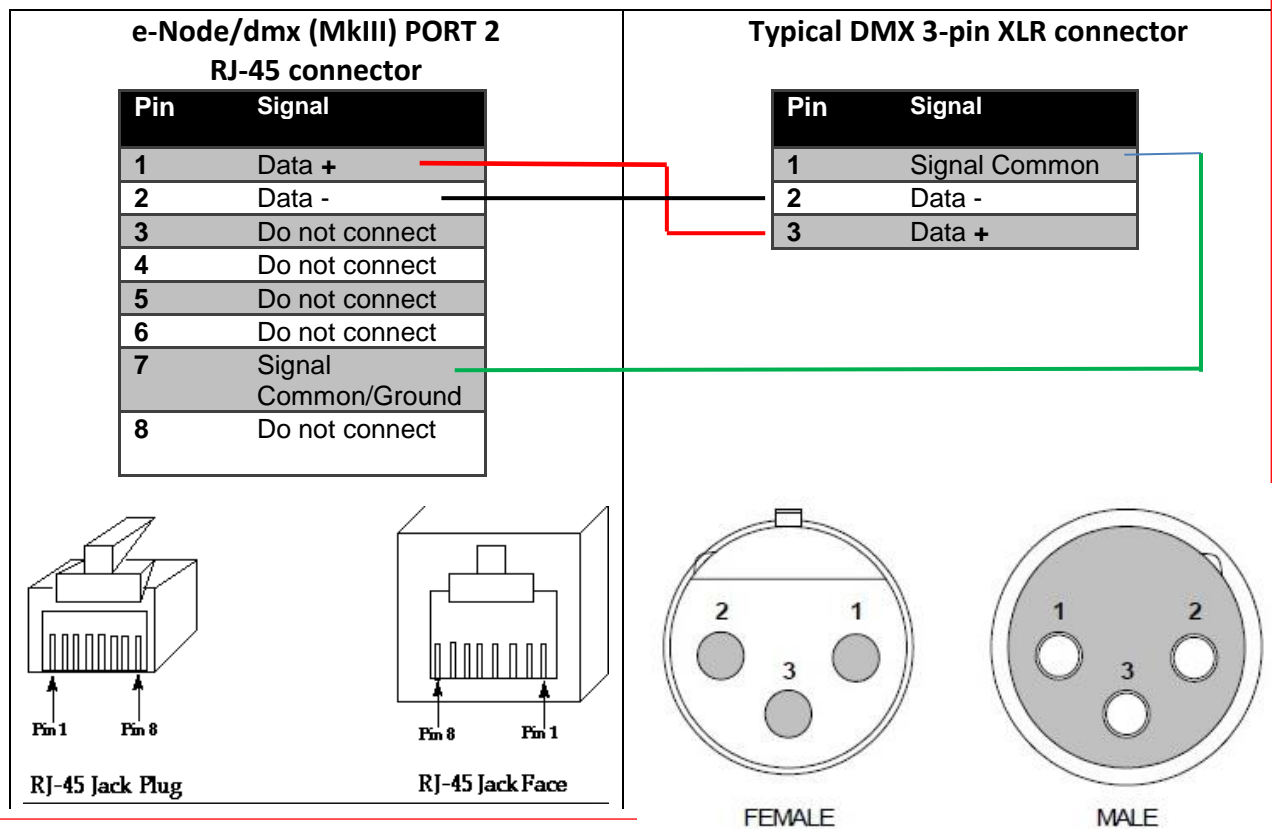 e-Node/dmx (MkIII) PORT 2
RJ-45 connector
Pin Signal
1 Data +
2 Data -
3 Do not connect
4 Do not connect
5 Do not connect
6 Do not connect
7 Signal
Common/Ground
8 Do not connect
Pin 1 Pin 8
RJ-45 Jack Plug
Pin 8 Pin 1
RJ-45 Jack Face
Typical DMX 3-pin XLR connector
Pin Signal
1 Signal Common
2 Data -
3 Data +
2 1
3
FEMALE
1 2
3
MALE